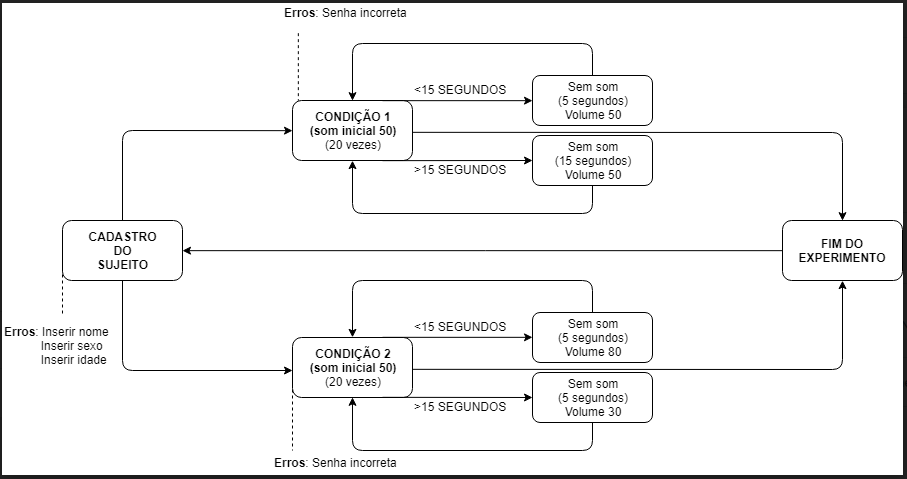 Erros: Senha incorreta
<15 SEGUNDOS
Sem som
(5 segundos)
Volume 50
CONDIÇÃO 1
(som inicial 50)
(20 vezes)
Sem som
(15 segundos)
Volume 50
>15 SEGUNDOS
CADASTRO
DO
SUJEITO
FIM DO
EXPERIMENTO
Erros: Inserir nome
Inserir sexo
Inserir idade
<15 SEGUNDOS
Sem som
(5 segundos)
Volume 80
CONDIÇÃO 2
(som inicial 50)
(20 vezes)
Sem som
(5 segundos)
Volume 30
>15 SEGUNDOS
Erros: Senha incorreta